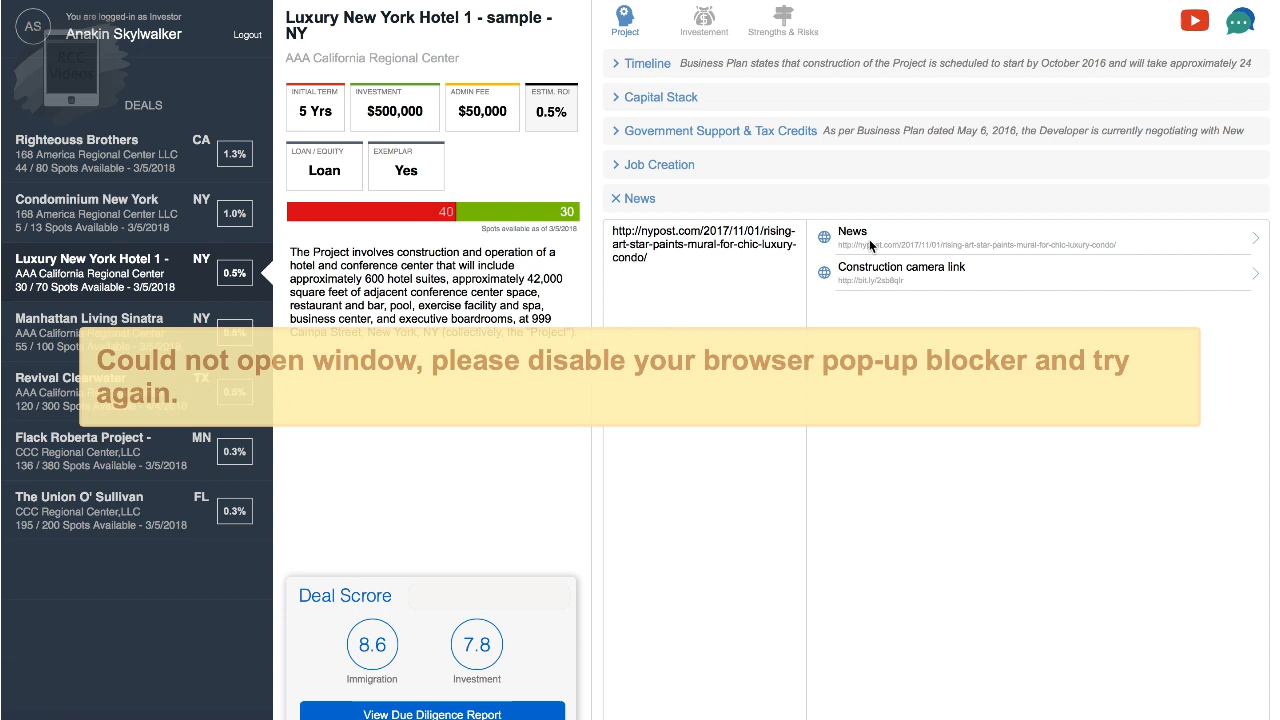 AS
You are logged-in as Investor
Anakin Skylwalker
Logout
RCC
Videos
DEALS
Righteouss Brothers CA
168 America Regional Center LLC
44 / 80 Spots Available - 3/5/2018
1.3%
Condominium New York NY
168 America Regional Center LLC
5 / 13 Spots Available - 3/5/2018
1.0%
Luxury New York Hotel 1 - NY
AAA California Regional Center
30 / 70 Spots Available - 3/5/2018
0.5%
Manhattan Living Sinatra NY
AAA California Regional Center
55 / 100 Spots Available - 3/5/2018
0.5%
Revival Clearwater TX
AAA California
120 / 300 Spots Available - 4/4/2018
0.5%
Flack Roberta Project - MN
CCC Regional Center,LLC
136 / 380 Spots Available - 3/5/2018
0.3%
The Union O' Sullivan FL
CCC Regional Center,LLC
195 / 200 Spots Available - 3/5/2018
0.3%
Luxury New York Hotel 1 - sample -
NY
AAA California Regional Center
INITIAL TERM
5 Yrs
INVESTMENT
$500,000
ADMIN FEE
$50,000
ESTIM. ROI
0.5%
LOAN / EQUITY
Loan
EXEMPLAR
Yes
40 30
Spots available as of 3/5/2018
The Project involves construction and operation of a
hotel and conference center that will include
approximately 600 hotel suites, approximately 42,000
square feet of adjacent conference center space,
restaurant and bar, pool, exercise facility and spa,
business center, and executive boardrooms, at 999
Campa Street, New York, NY (collectively, the "Project").
Could not open window, please disable your browser pop-up blocker and try
again.
Deal Scrore
8.6
Immigration
7.8
Investment
View Due Diligence Report
Project
Investement
Strengths & Risks
Timeline Business Plan states that construction of the Project is scheduled to start by October 2016 and will take approximately 24
Capital Stack
Government Support & Tax Credits As per Business Plan dated May 6, 2016, the Developer is currently negotiating with New
Job Creation
News
http://nypost.com/2017/11/01/rising-
art-star-paints-mural-for-chic-luxury-
condo/
News
http://nypost.com/2017/11/01/rising-art-star-paints-mural-for-chic-luxury-condo/
Construction camera link
http://bit.ly/2sb8qlr